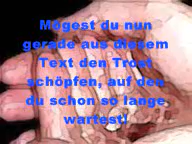 Mögest du nun
gerade aus diesem
Text den Trost
schöpfen, auf den
du schon so lange
wartest!